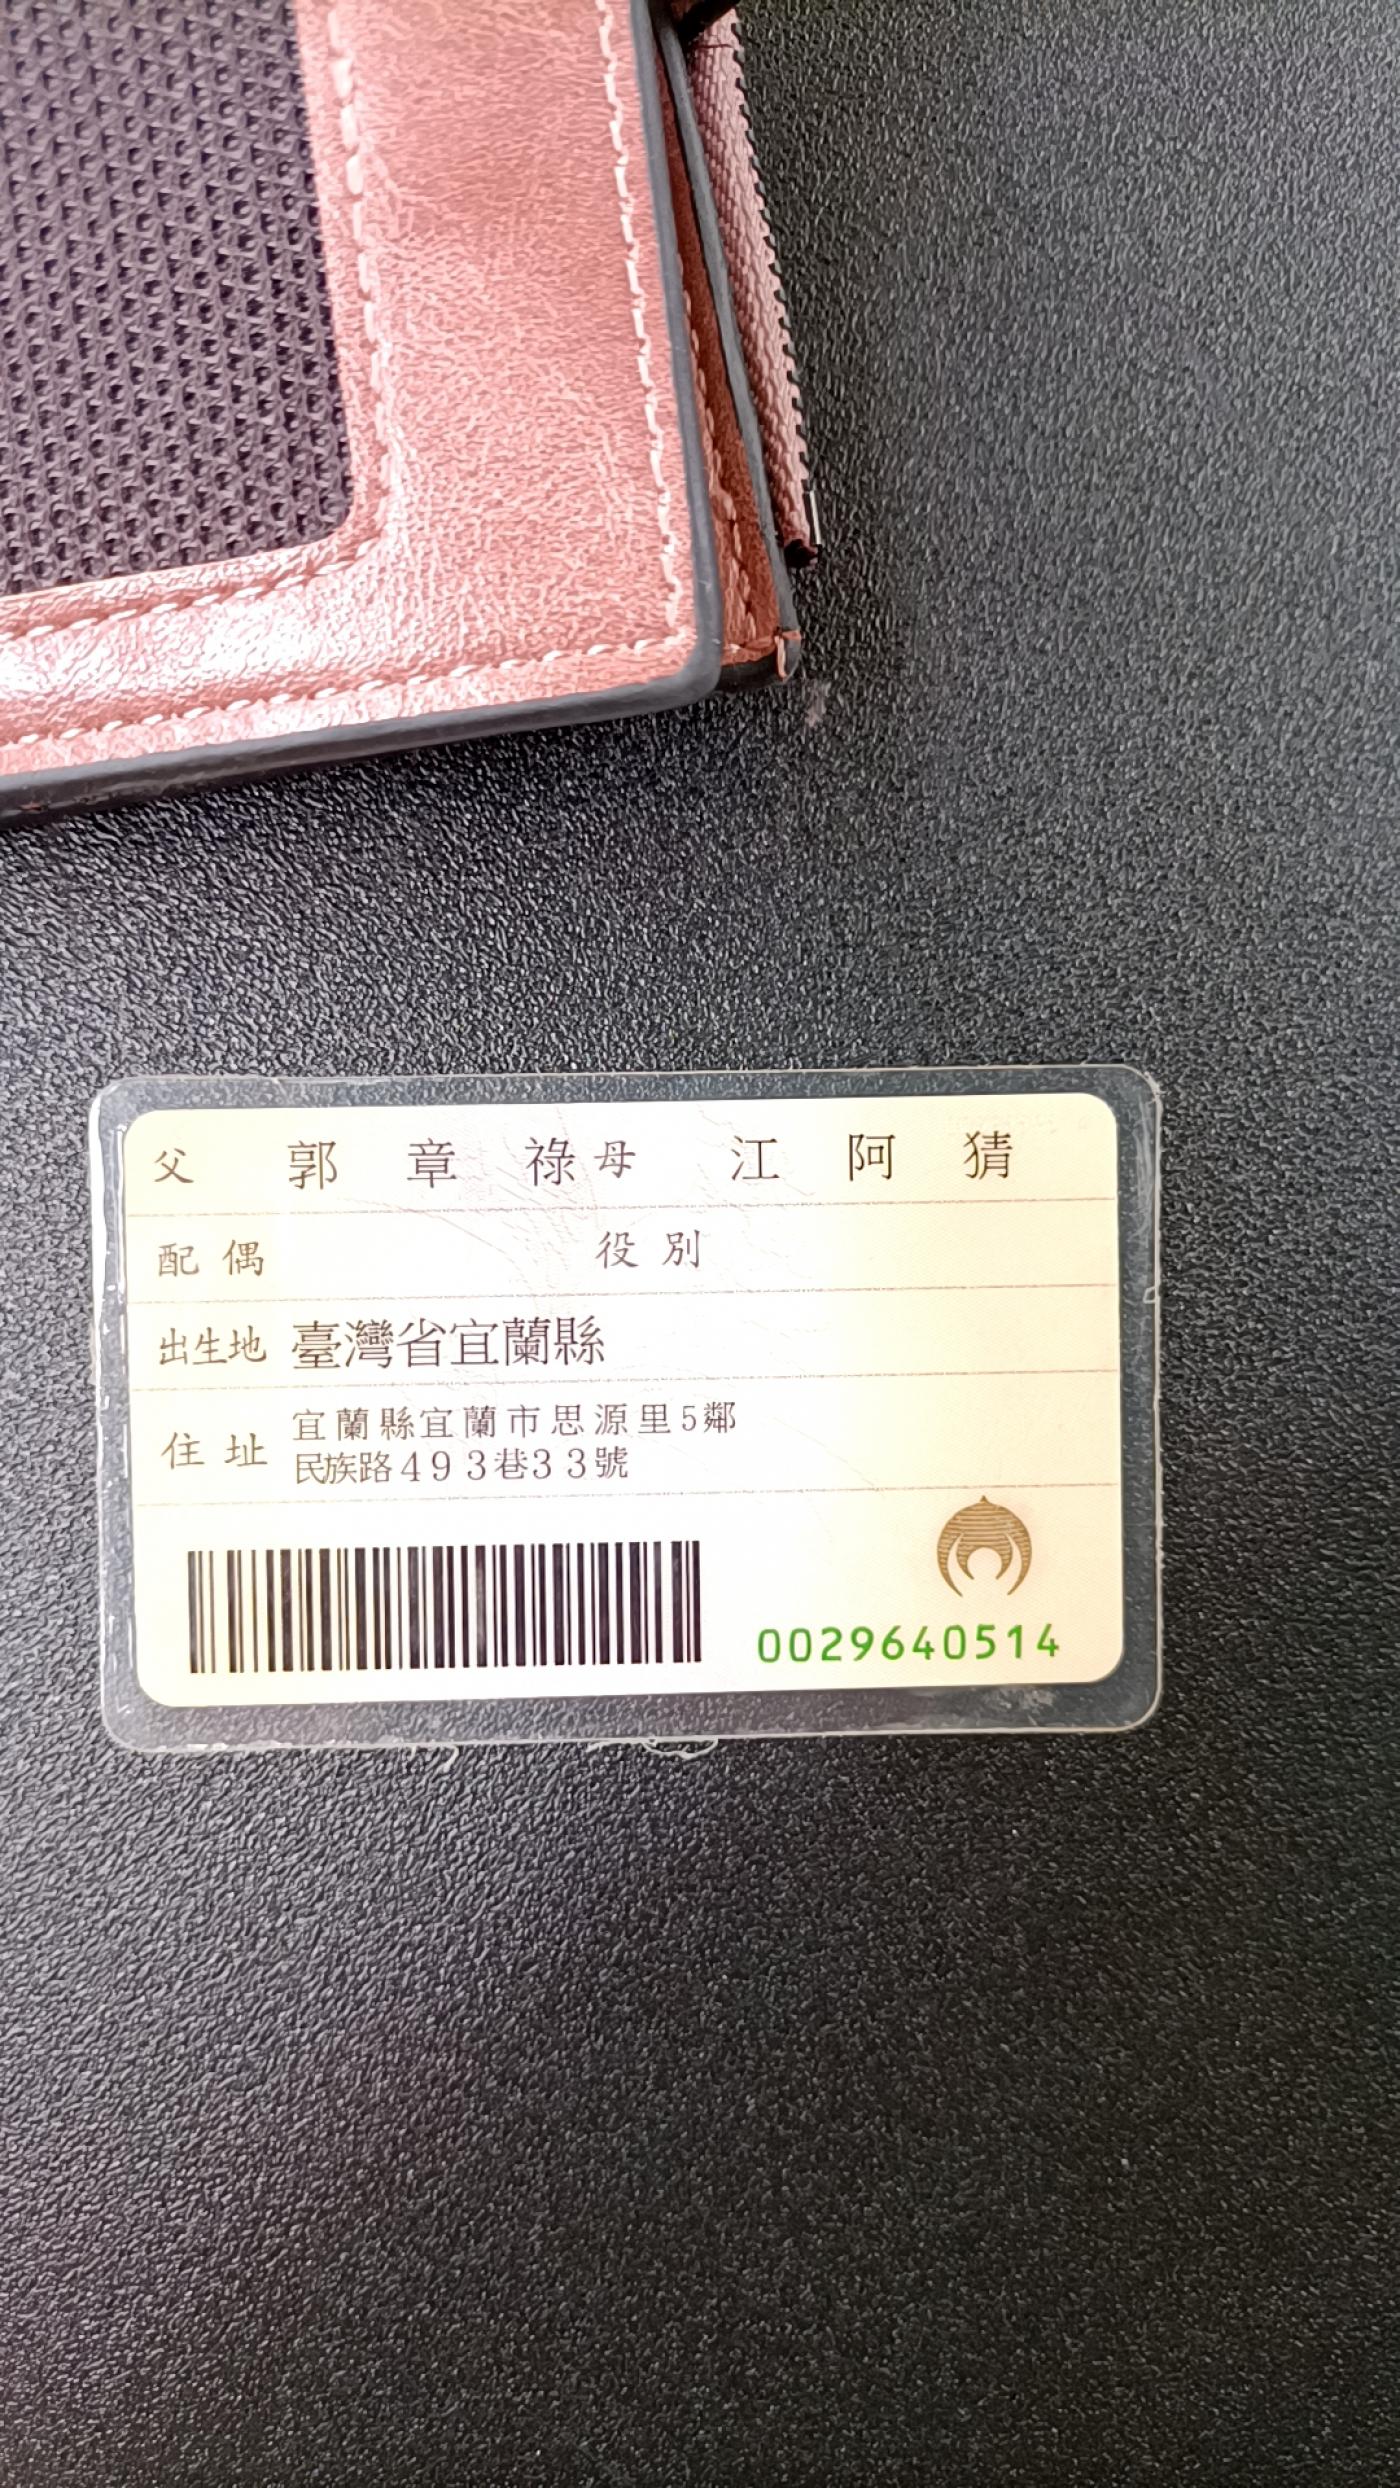 父 郭章祿 母 江阿猜
配偶 役別
出生地 臺灣省宜蘭縣
住址 宜蘭縣宜蘭市思源里5鄰
民族路493巷33號
0029640514